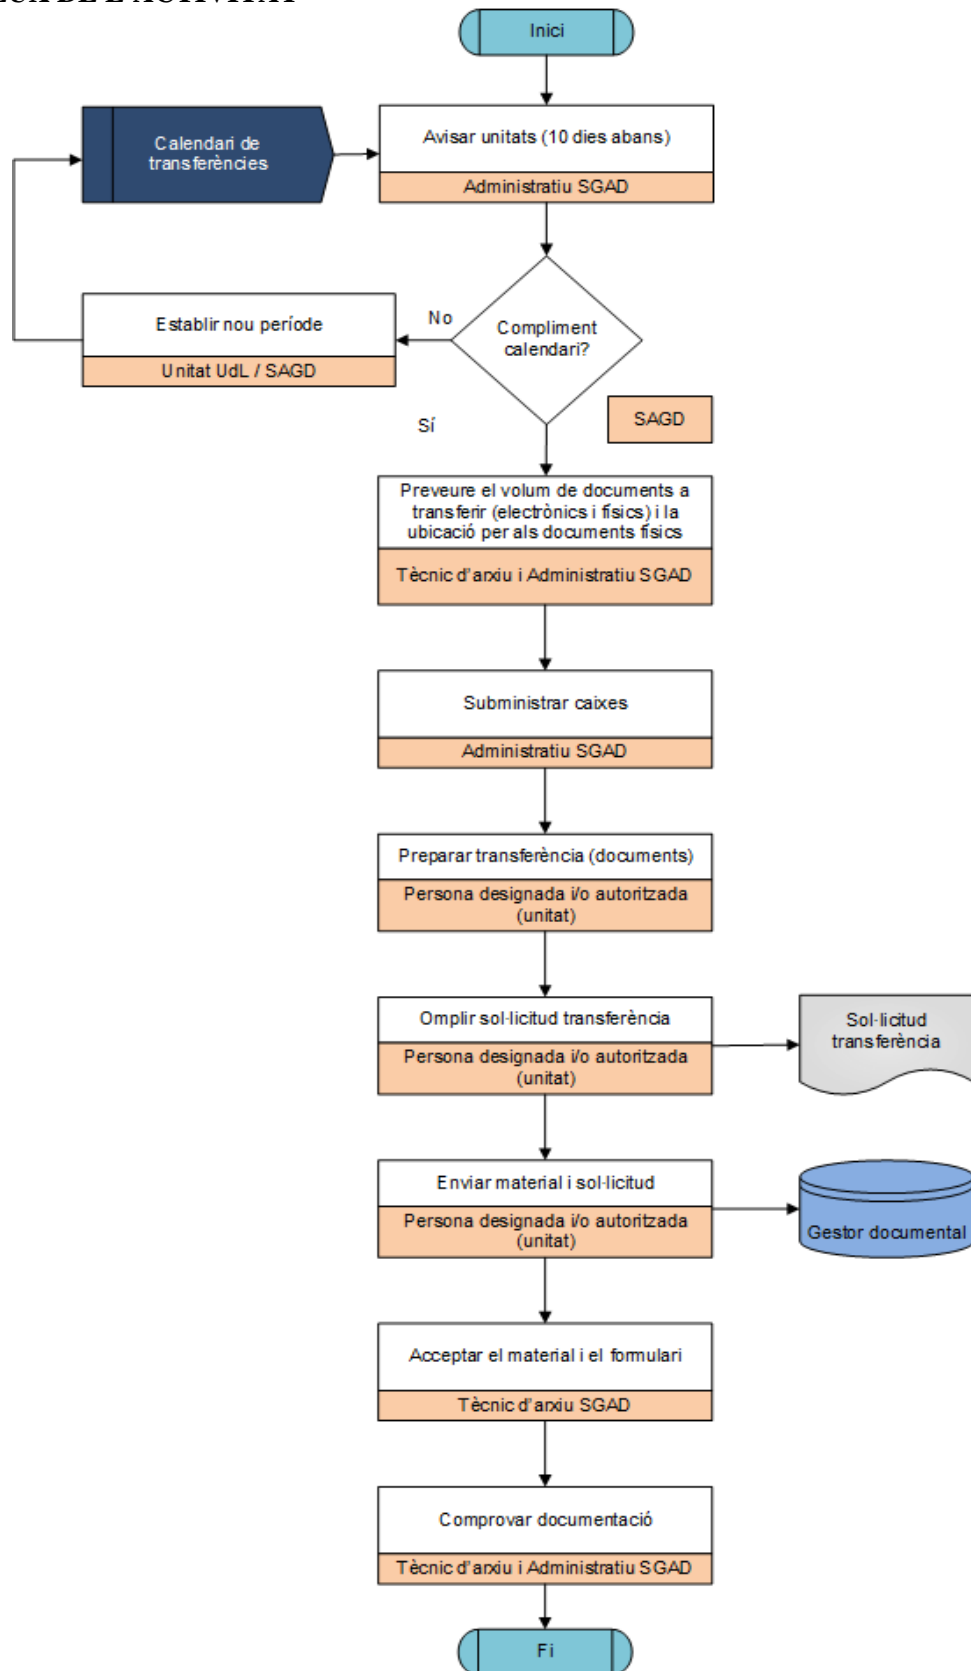 DE L'ACTIVITAT
Inici
Calendari de
transferències
Avisar unitats (10 dies abans)
Administratiu SGAD
Establir nou període
Unitat UdL / SAGD
No
Compliment
calendari?
Sí
SAGD
Preveure el volum de documents a
transferir (electrònics i físics) i la
ubicació per als documents físics
Tècnic d'arxiu i Administratiu SGAD
Subministrar caixes
Administratiu SGAD
Preparar transferència (documents)
Persona designada i/o autoritzada
(unitat)
Omplir sol·licitud transferència
Persona designada i/o autoritzada
(unitat)
Sol·licitud
transferència
Enviar material i sol·licitud
Persona designada i/o autoritzada
(unitat)
Gestor documental
Acceptar el material i el formulari
Tècnic d'arxiu SGAD
Comprovar documentació
Tècnic d'arxiu i Administratiu SGAD
Fi